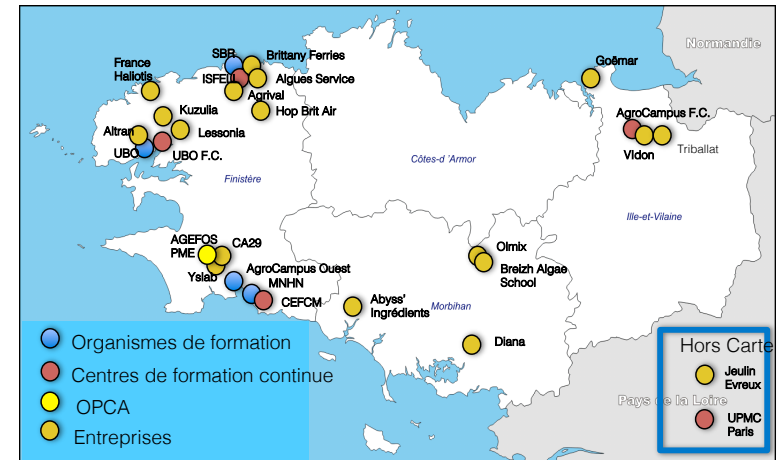 Normandie
SBR
Brittany Ferries
Goëmar
France
Haliotis
ISFEUI
Algues Service
Agrival
Hop Brit Air
AgroCampus F.C.
Kuzulia
Altran
Lessonia
UBO
UBO F.C.
Vidon
Triballat
Côtes-d 'Armor
Finistère
Ille-et-Vilaine
AGEFOS
PME
CA29
Olmix
Yslab
AgroCampus Ouest
MNHN
Breizh Algae
School
CEFCM
Abyss'
Ingrédients
Morbihan
Diana
Organismes de formation
Centres de formation continue
OPCA
Entreprises
Hors Carte
Jeulin
Evreux
Pays de la Loire
UPMC
Paris